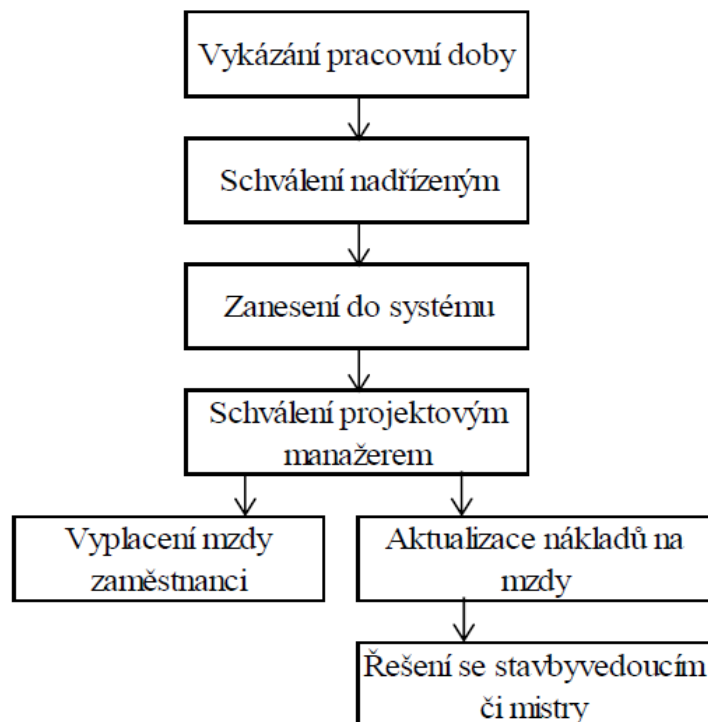 Vykázání pracovní doby
Schválení nadřízeným
Zanesení do systému
Schválení projektovým
manažerem
Vyplacení mzdy
zaměstnanci
Aktualizace nákladů na
mzdy
Řešení se stavbyvedoucím
či mistry